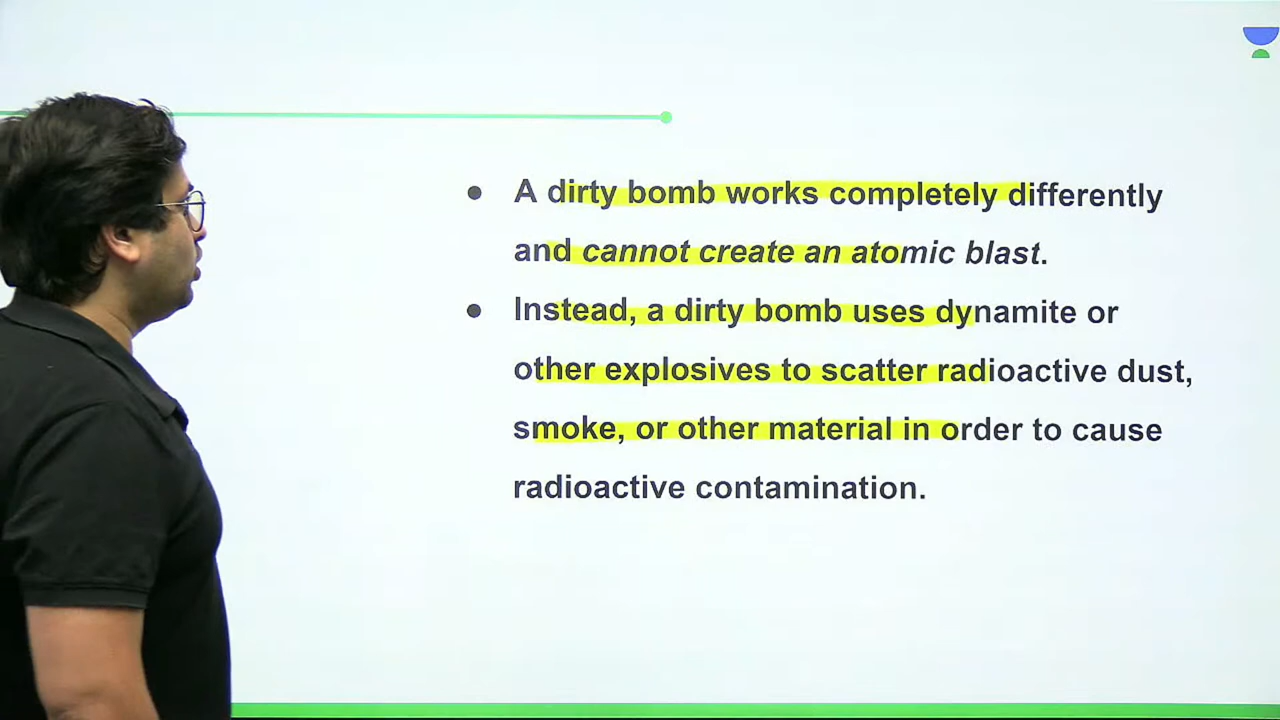 ● A dirty bomb works completely differently
and cannot create an atomic blast.
● Instead, a dirty bomb uses dynamite or
other explosives to scatter radioactive dust,
smoke, or other material in order to cause
radioactive contamination.